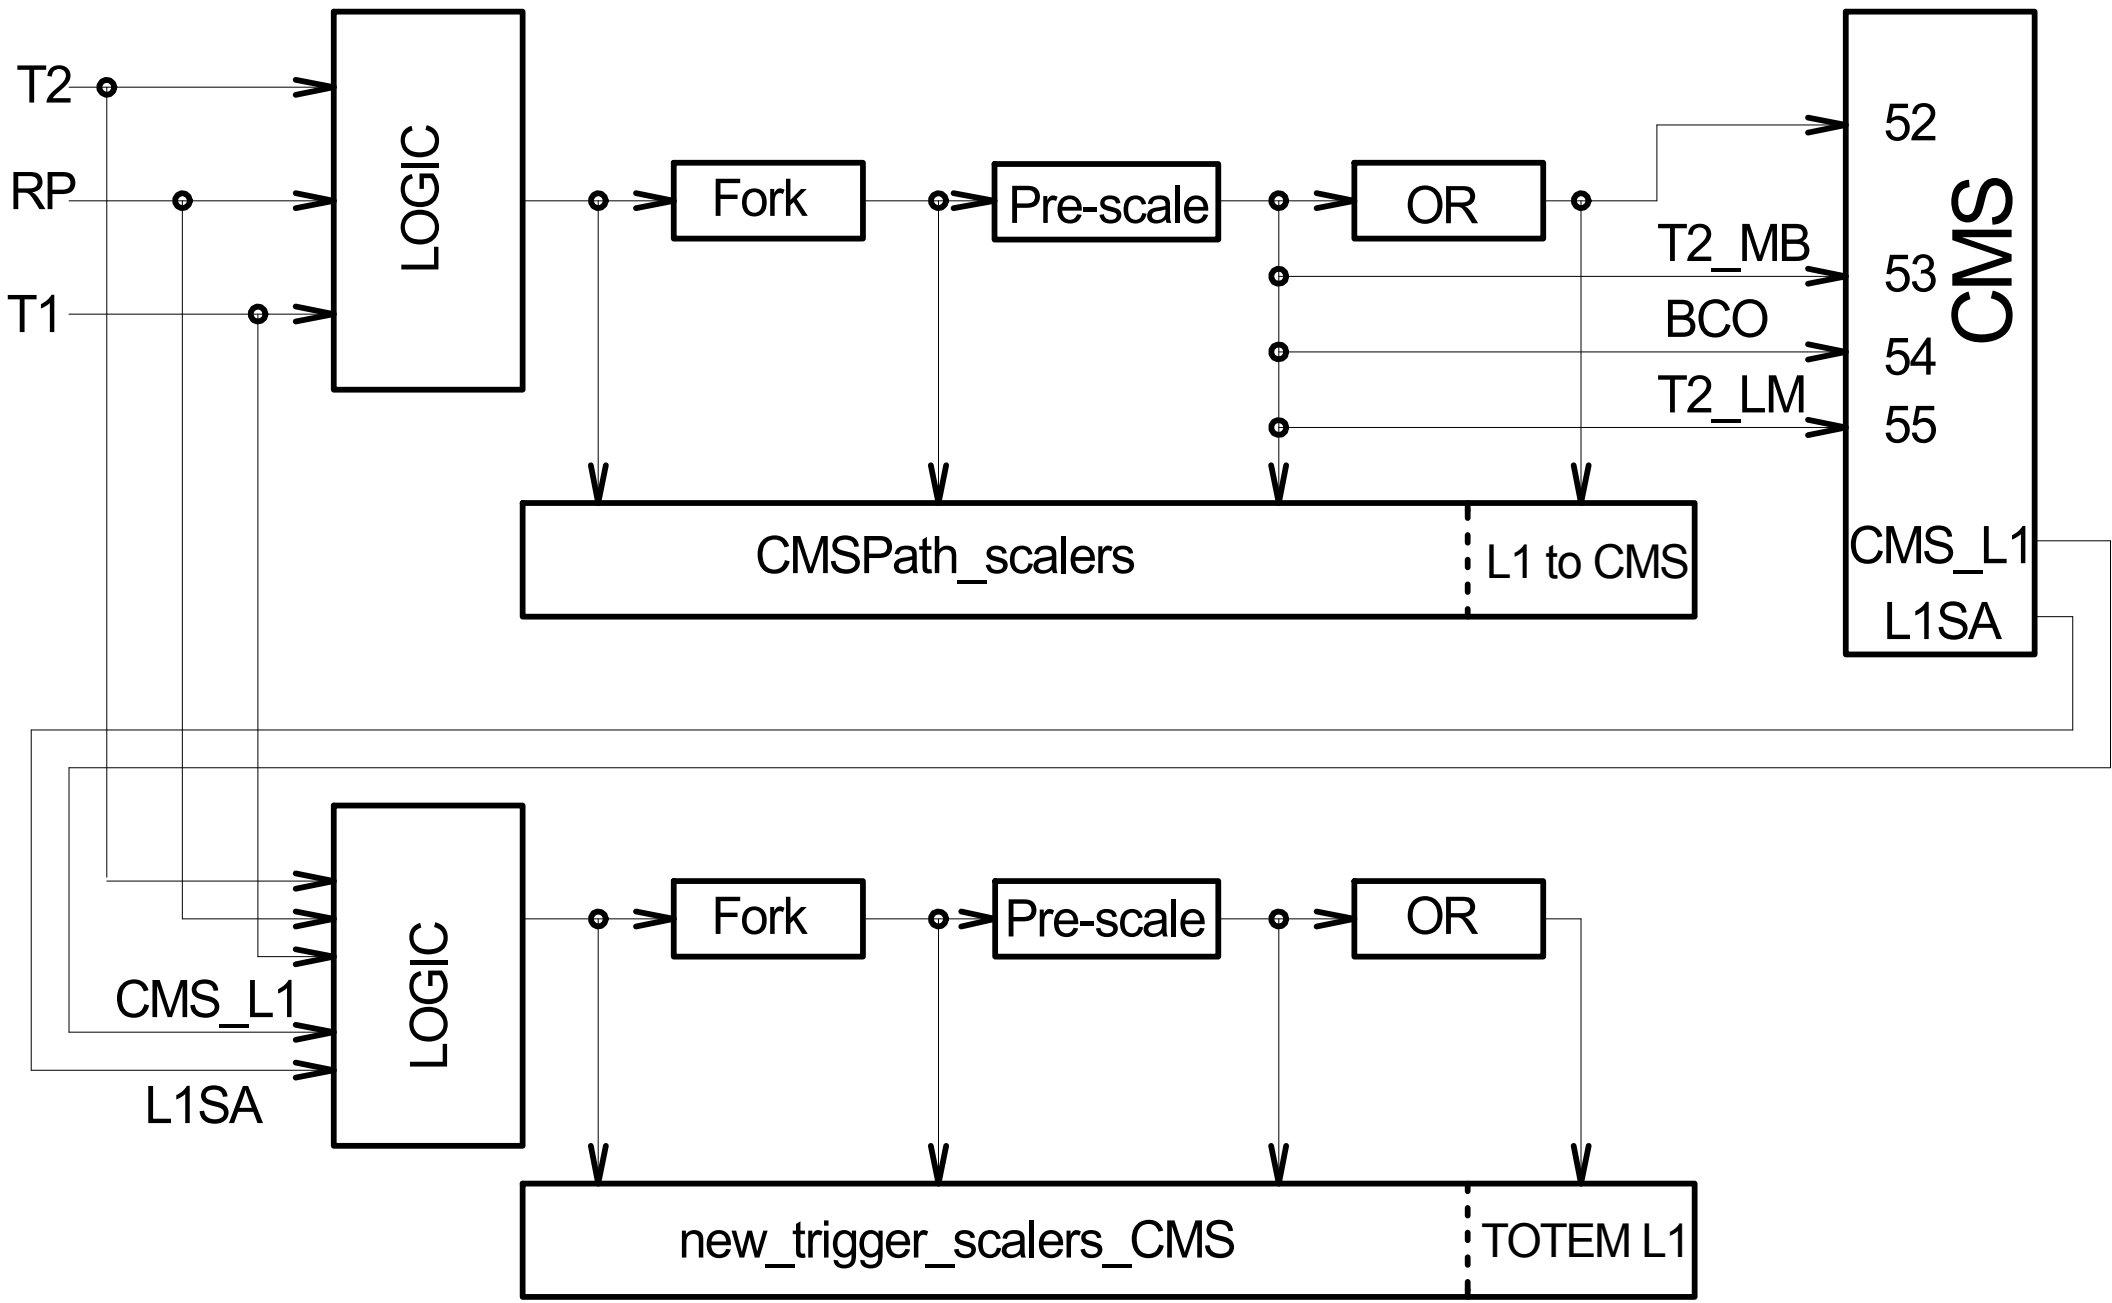 T2
RP
T1
LOGIC
Fork
Pre-scale
OR
T2_MB
BCO
T2_LM
52
53
54
55
CMS
CMS_L1
L1SA
CMSPath_scalers
L1 to CMS
CMS_L1
L1SA
LOGIC
Fork
Pre-scale
OR
new_trigger_scalers_CMS
TOTEM L1